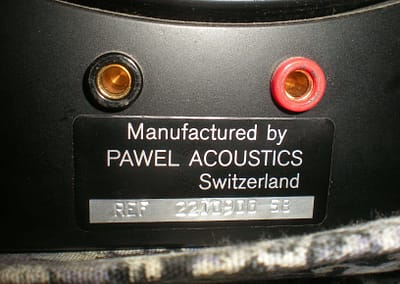 Manufactured by
PAWEL ACOUSTICS
Switzerland
REF